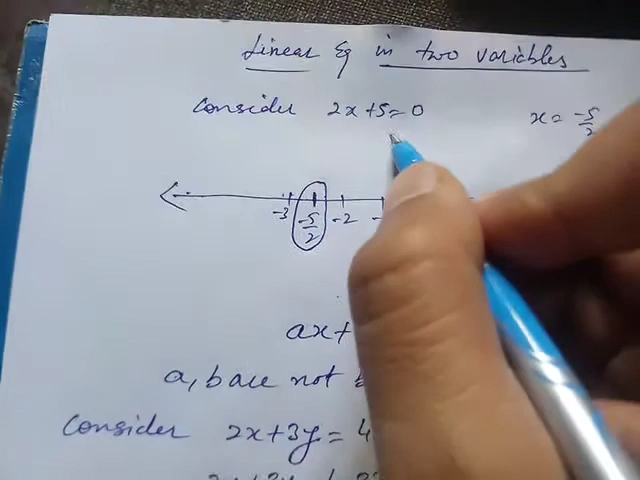 Linear Eq in two variables
Consider 2x+5=0 x = -5/2
-3 -5/2 -2
ax+
a, b are not
Consider 2x+3y=4